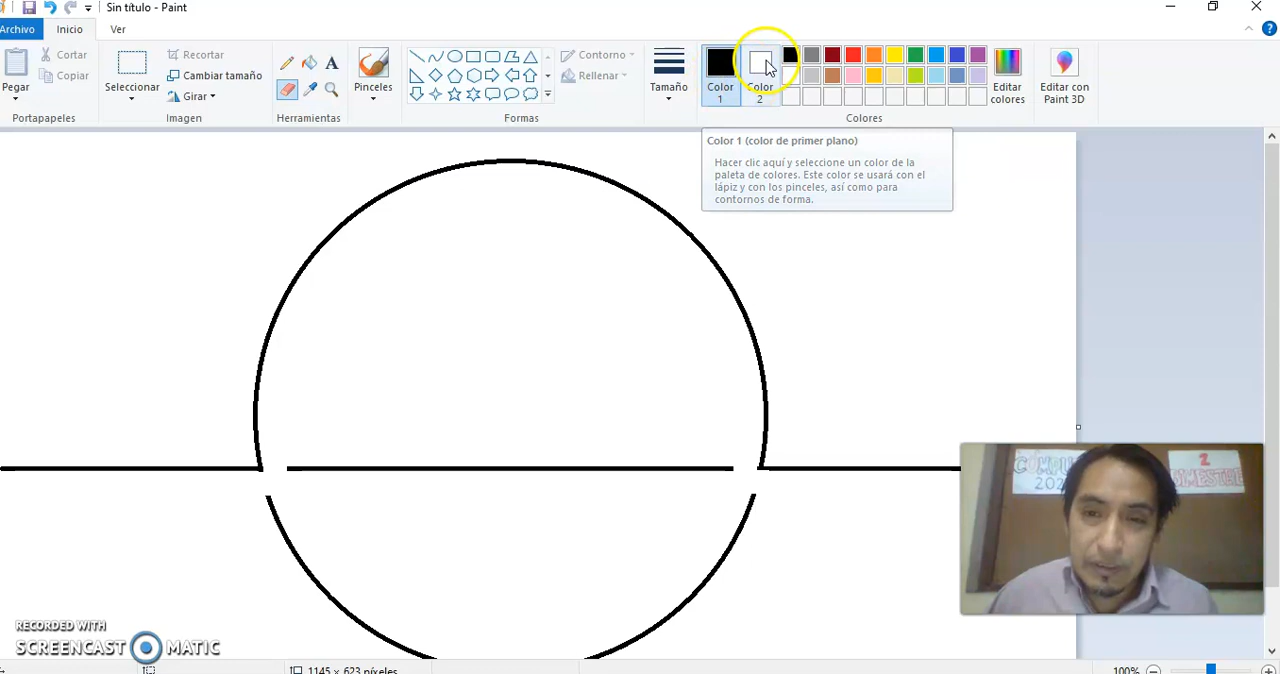 Sin título - Paint
Archivo Inicio Ver
Pegar
Cortar
Copiar
Portapapeles
Seleccionar
Recortar
Cambiar tamaño
Girar
Imagen
A
Herramientas
Pinceles
Contorno
Rellenar
Formas
Tamaño
Color
1
Color
2
Editar
colores
Colores
Editar con
Paint 3D
Color 1 (color de primer plano)
Hacer clic aquí y seleccione un color de la
paleta de colores. Este color se usará con el
lápiz y con los pinceles, así como para
contornos de forma.
2
BIMESTRE
RECORDED WITH
SCREENCAST MATIC
1145 × 623 píxeles
100%